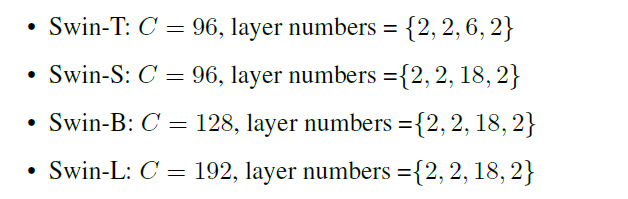 • Swin-T: C = 96, layer numbers = {2, 2, 6, 2}
• Swin-S: C = 96, layer numbers ={2, 2, 18, 2}
• Swin-B: C = 128, layer numbers ={2, 2, 18, 2}
• Swin-L: C = 192, layer numbers ={2, 2, 18, 2}